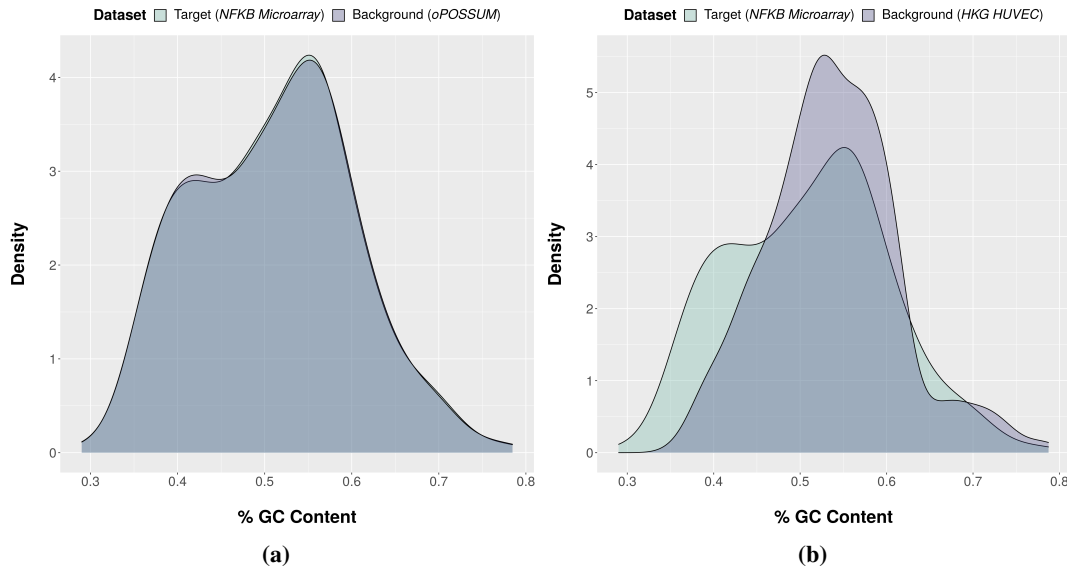 Dataset Target (NFKB Microarray) Background (oPOSSUM)
Density
4
3
2
1
0
0.3 0.4 0.5 0.6 0.7 0.8
% GC Content
(a)
Dataset Target (NFKB Microarray) Background (HKG HUVEC)
Density
5
4
3
2
1
0
0.3 0.4 0.5 0.6 0.7 0.8
% GC Content
(b)